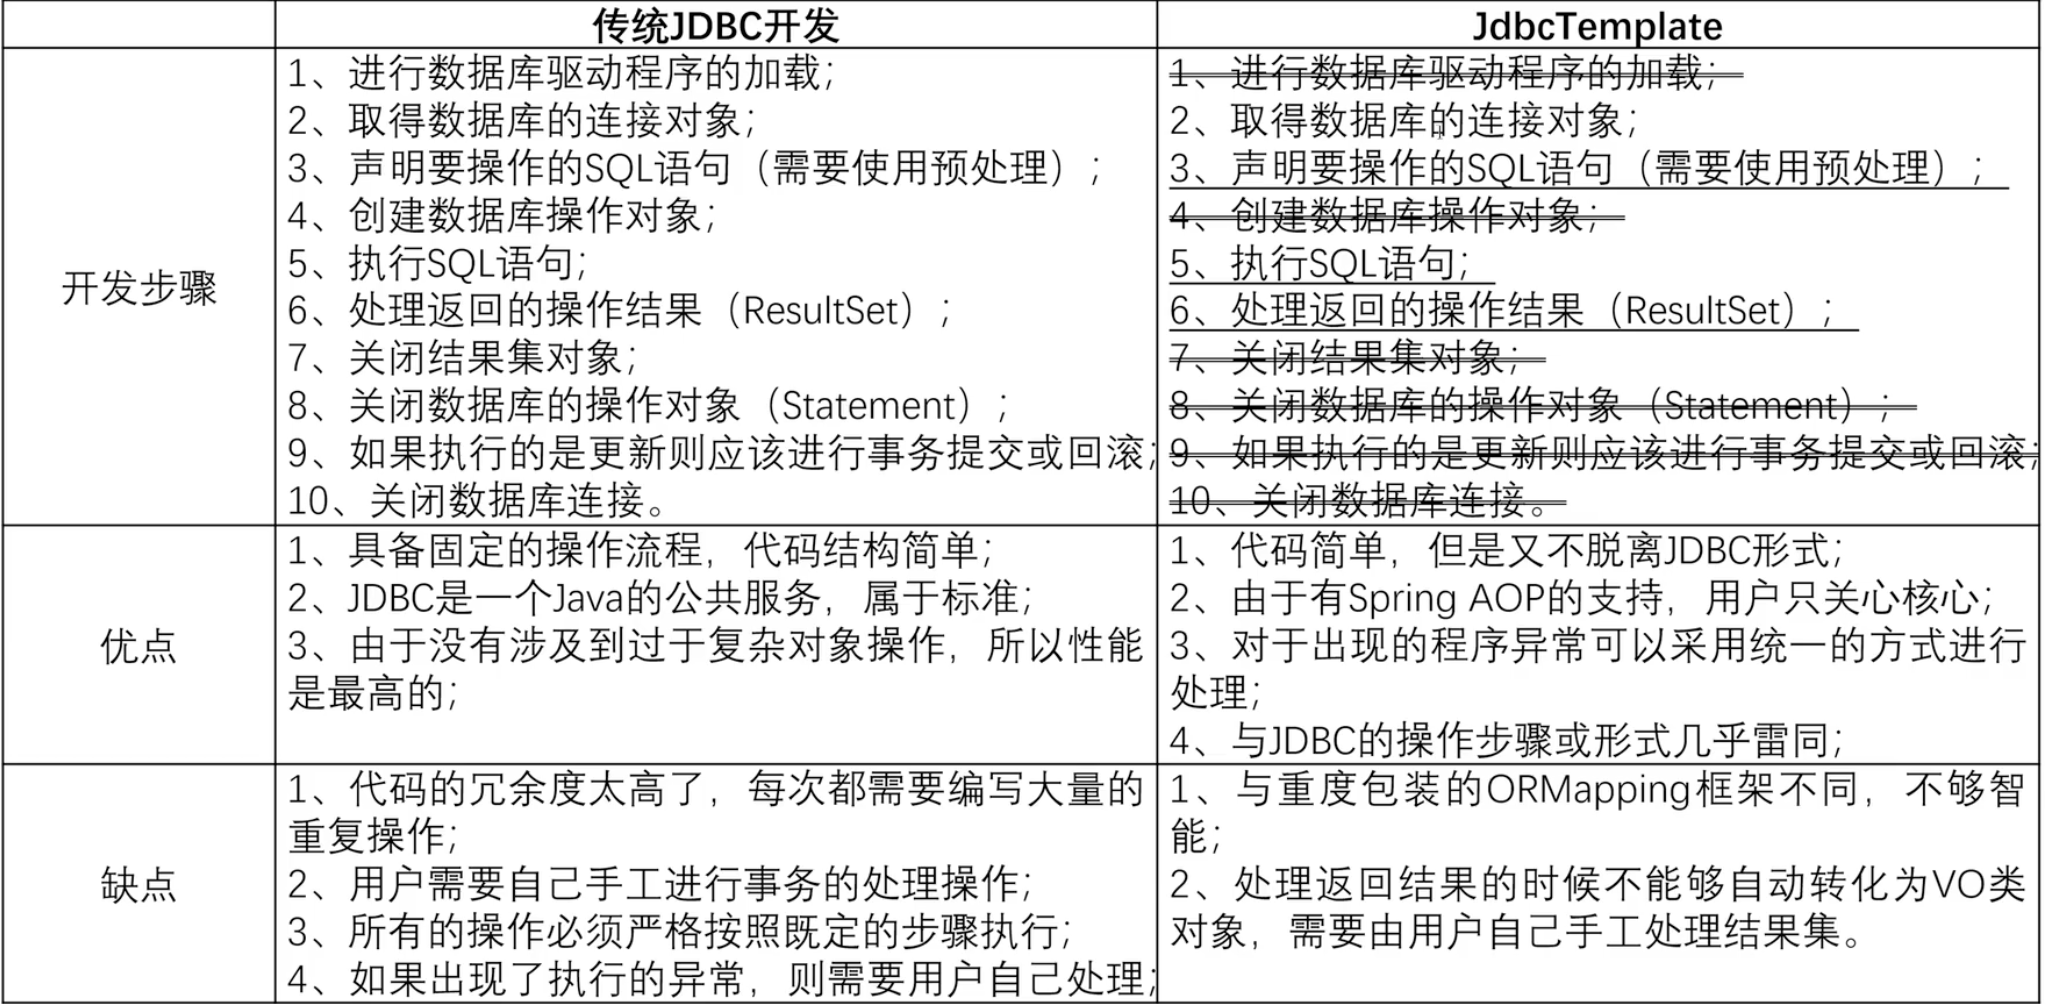 传统JDBC开发
JdbcTemplate
开发步骤
1、进行数据库驱动程序的加载;
2、取得数据库的连接对象;
3、声明要操作的SQL语句（需要使用预处理）;
4、创建数据库操作对象;
5、执行SQL语句;
6、处理返回的操作结果（ResultSet）;
7、关闭结果集对象;
8、关闭数据库的操作对象（Statement）;
9、如果执行的是更新则应该进行事务提交或回滚;
10、关闭数据库连接。
1、进行数据库驱动程序的加载;
2、取得数据库的连接对象;
3、声明要操作的SQL语句（需要使用预处理）;
4、创建数据库操作对象;
5、执行SQL语句;
6、处理返回的操作结果（ResultSet）;
7、关闭结果集对象;
8、关闭数据库的操作对象（Statement）;
9、如果执行的是更新则应该进行事务提交或回滚;
10、关闭数据库连接。
优点
1、具备固定的操作流程，代码结构简单;
2、JDBC是一个Java的公共服务，属于标准;
3、由于没有涉及到过于复杂对象操作，所以性能
是最高的;
1、代码简单，但是又不脱离JDBC形式;
2、由于有Spring AOP的支持，用户只关心核心;
3、对于出现的程序异常可以采用统一的方式进行
处理;
4、与JDBC的操作步骤或形式几乎雷同;
缺点
1、代码的冗余度太高了，每次都需要编写大量的
重复操作;
2、用户需要自己手工进行事务的处理操作;
3、所有的操作必须严格按照既定的步骤执行;
4、如果出现了执行的异常，则需要用户自己处理;
1、与重度包装的ORMapping框架不同，不够智
能;
2、处理返回结果的时候不能够自动转化为VO类
对象，需要由用户自己手工处理结果集。